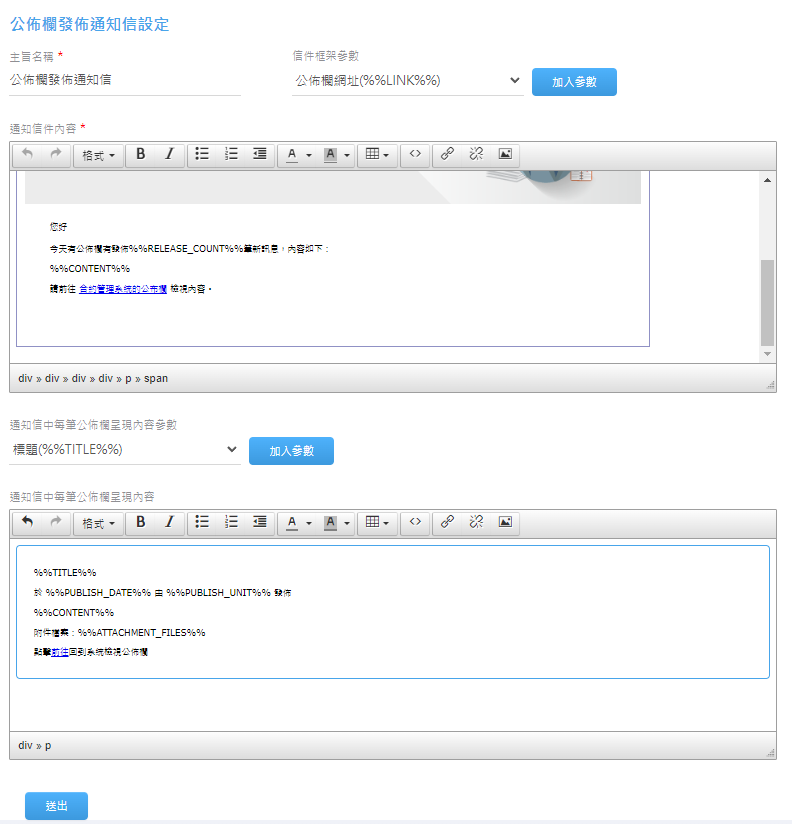 公佈欄發佈通知信設定
主旨名稱 *
信件框架參數
公佈欄發佈通知信
公佈欄網址(%%LINK%%)
加入參數
通知信件內容 *
格式
B I
A A
您好
今天有公佈欄有發佈%%RELEASE_COUNT%%筆新訊息，內容如下：
%%CONTENT%%
請前往 合約管理系統的公布欄 檢視內容。
div » div » div » div » p » span
通知信中每筆公佈欄呈現內容參數
標題(%%TITLE%%)
加入參數
通知信中每筆公佈欄呈現內容
格式
B I
A A
%%TITLE%%
於 %%PUBLISH_DATE%% 由 %%PUBLISH_UNIT%% 發佈
%%CONTENT%%
附件檔案：%%ATTACHMENT_FILES%%
點擊前往回到系統檢視公佈欄
div » p
送出